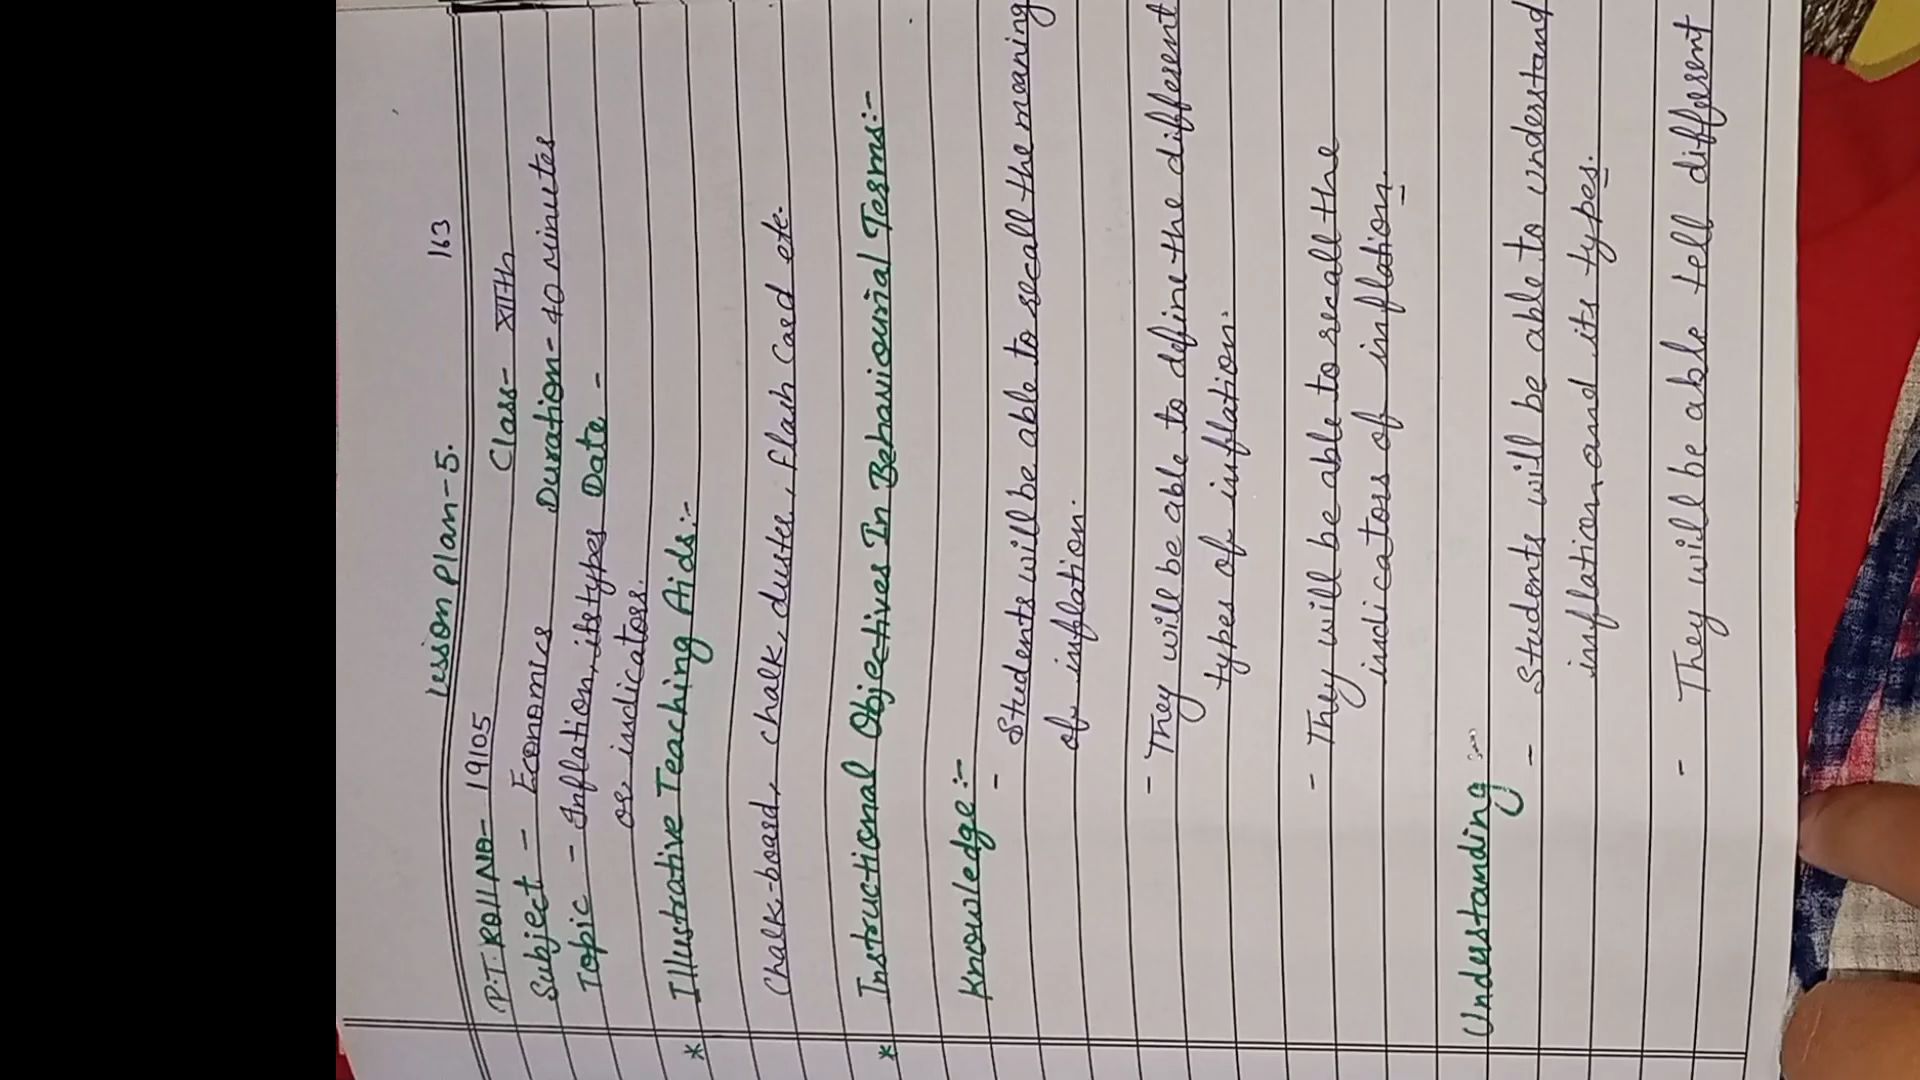 Lession Plan-5. 163
P.T. Roll No- 19105 Class- XIIth
Subject - Economics Duration- 40 minutes
Topic - Inflation, its types Date -
or indicators.
* Illustrative Teaching Aids:-
Chalk-board, chalk, duster, flash card etc.
* Instructional Objectives In Behaviourial Terms:-
Knowledge:-
- Students will be able to recall the meaning
of inflation.
- They will be able to define the different
types of inflation.
- They will be able to recall the
indicators of inflation.
Understanding :-
- Students will be able to understand
inflation and its types.
- They will be able tell different